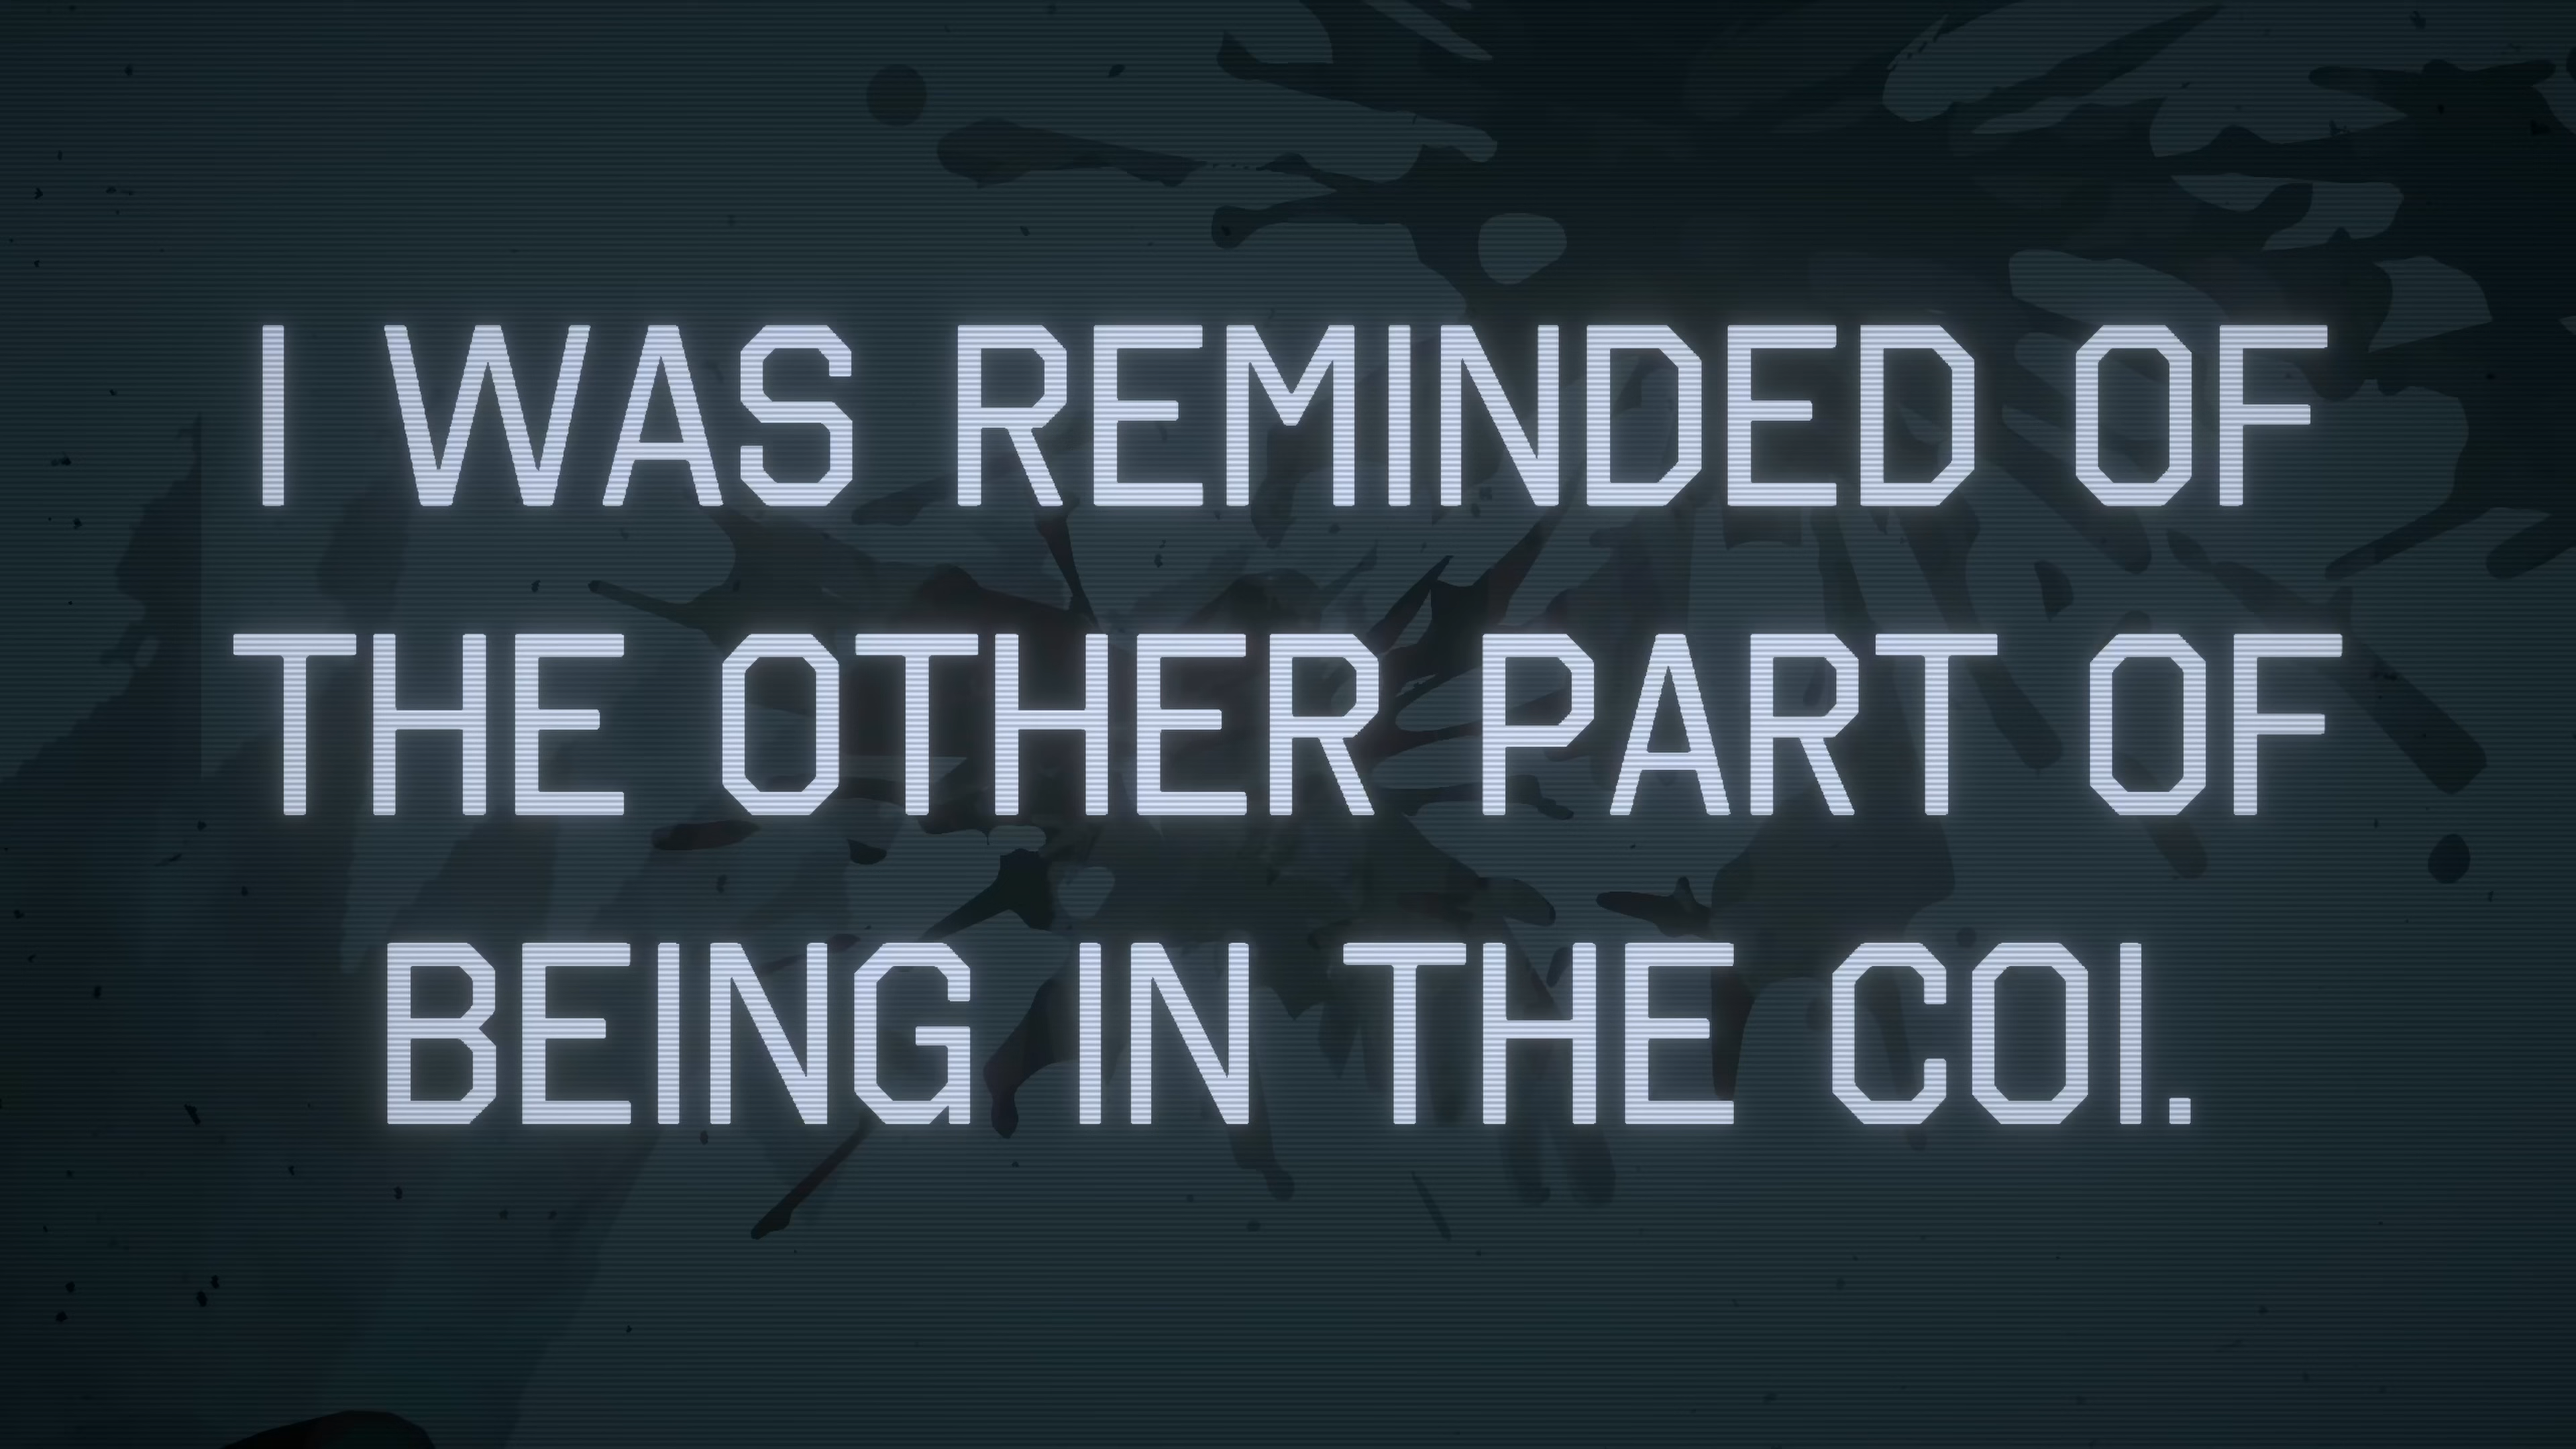 I WAS REMINDED OF
THE OTHER PART OF
BEING IN THE COI.